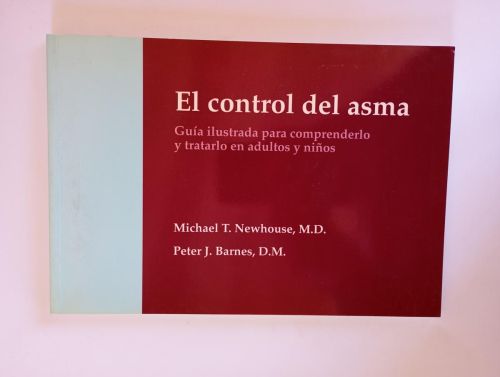 El control del asma
Guía ilustrada para comprenderlo
y tratarlo en adultos y niños
Michael T. Newhouse, M.D.
Peter J. Barnes, D.M.